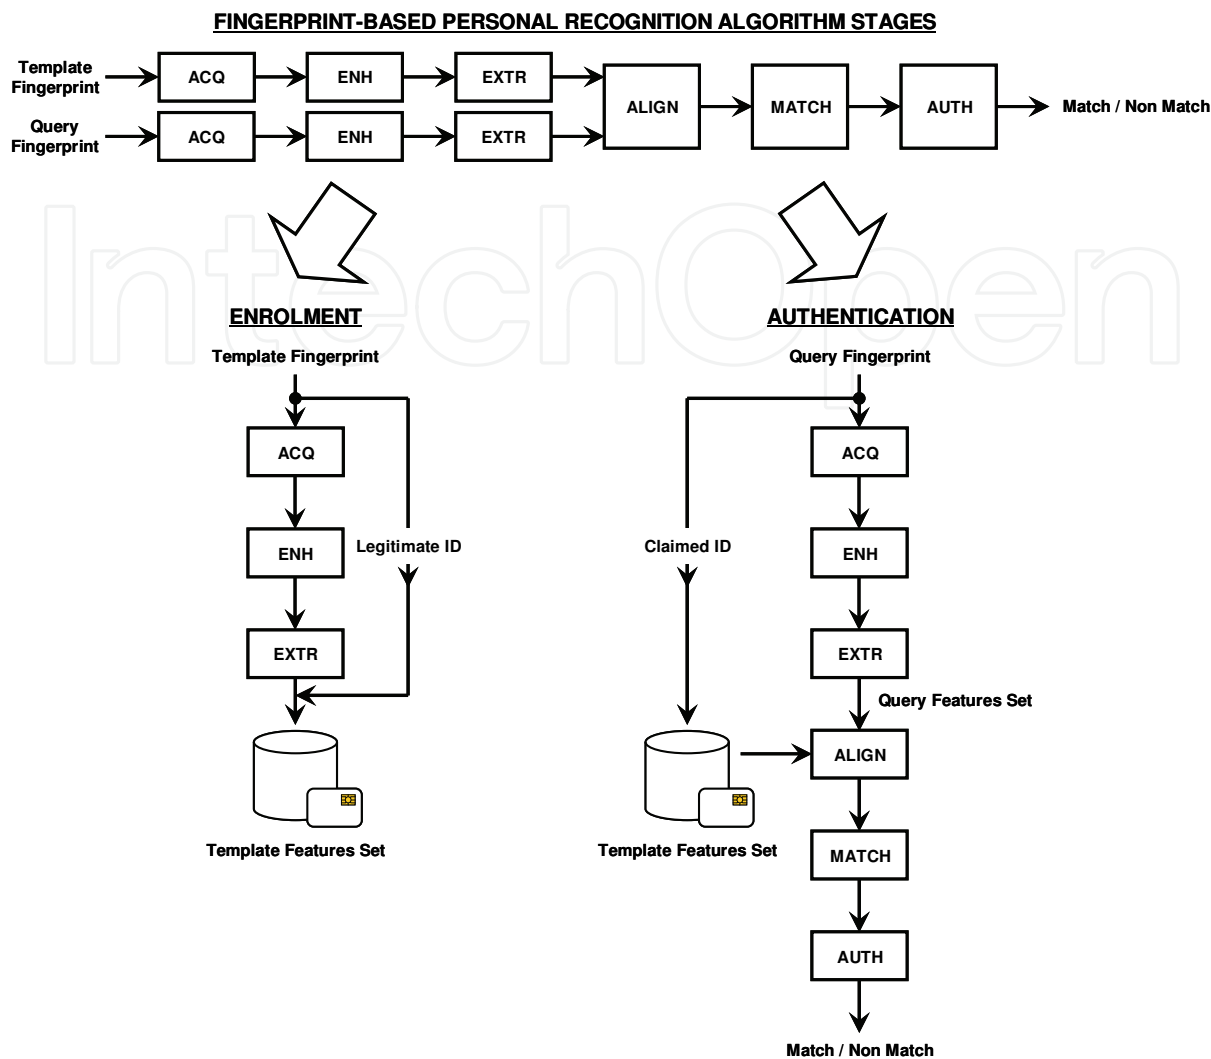 FINGERPRINT-BASED PERSONAL RECOGNITION ALGORITHM STAGES
Template
Fingerprint
ACQ
ENH
EXTR
Query
Fingerprint
ACQ
ENH
EXTR
ALIGN
MATCH
AUTH
Match / Non Match
IntechOpen
ENROLMENT
Template Fingerprint
ACQ
ENH
Legitimate ID
EXTR
Template Features Set
AUTHENTICATION
Query Fingerprint
ACQ
Claimed ID
ENH
EXTR
Query Features Set
ALIGN
Template Features Set
MATCH
AUTH
Match / Non Match